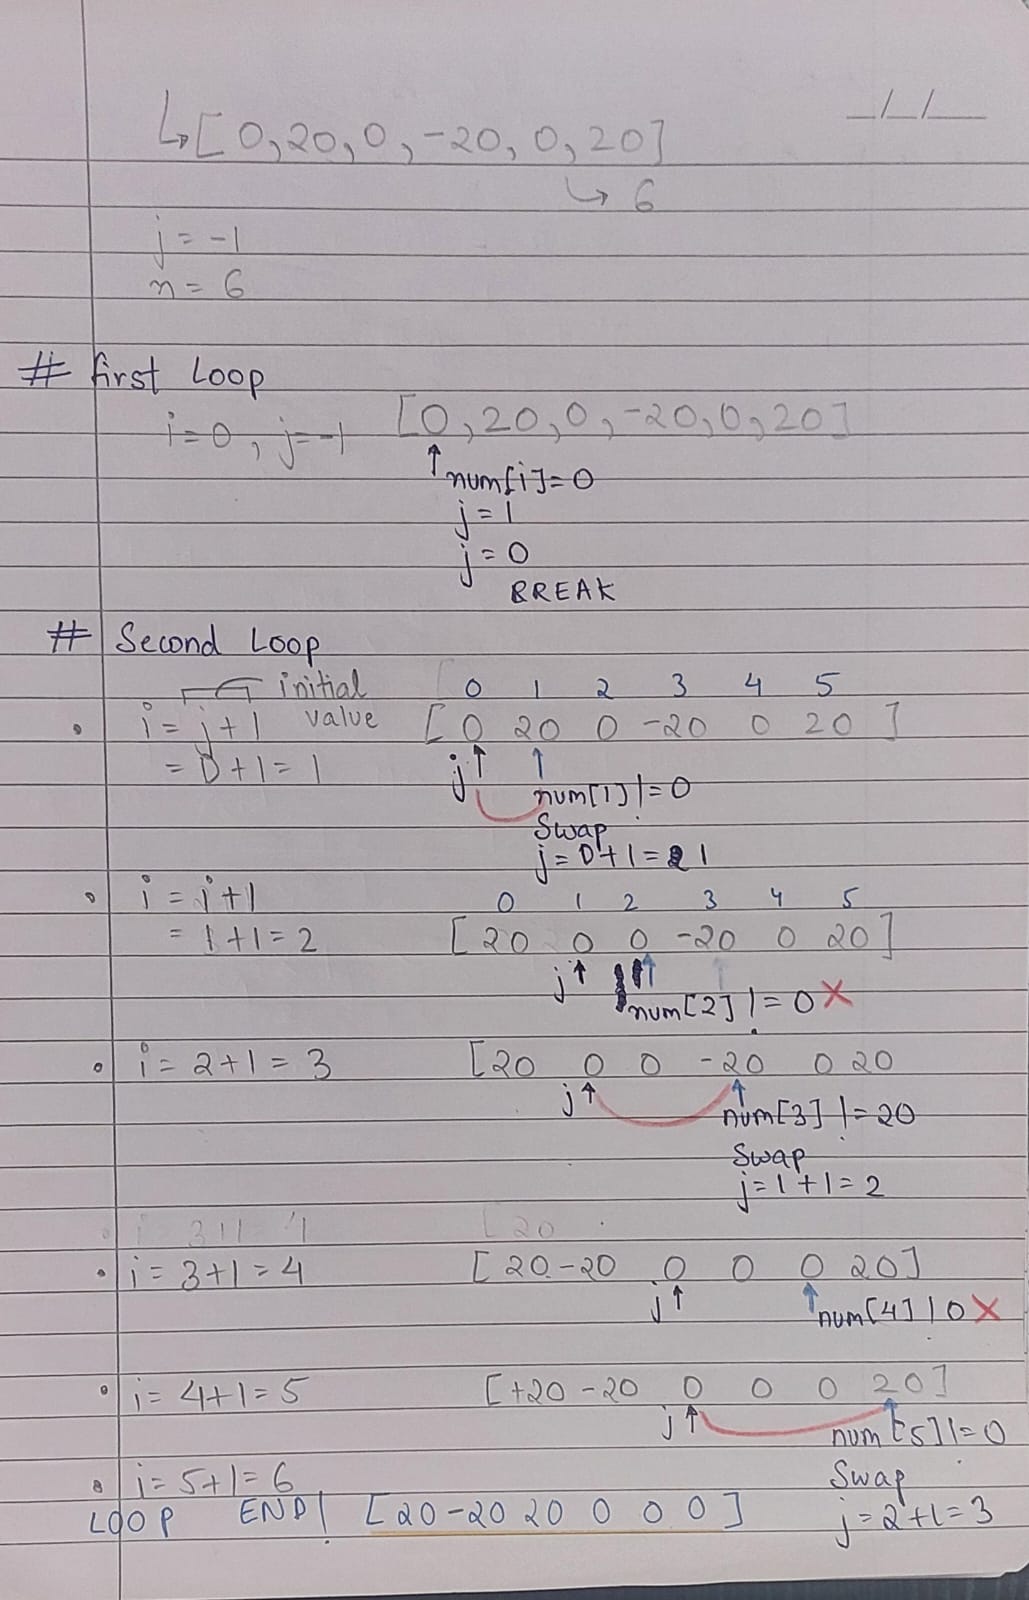 ↳ [ 0, 20, 0, -20, 0, 20 ]
_/_/__
↳ 6
j = -1
n = 6
# first Loop
i = 0, j = -1 [0, 20, 0, -20, 0, 20]
↑ num[i] = 0
j = 1
j = 0
BREAK
# Second Loop
initial 0 1 2 3 4 5
• i = j + 1 value [ 0 20 0 -20 0 20 ]
= 0 + 1 = 1 j↑ ↑
num[1] != 0
Swap
j = 0 + 1 = 1
• i = i + 1 0 1 2 3 4 5
= 1 + 1 = 2 [ 20 0 0 -20 0 20 ]
j↑ ↑
num[2] != 0 ×
• i = 2 + 1 = 3 [ 20 0 0 -20 0 20
j↑ ↑
num[3] != 20
Swap
j = 1 + 1 = 2
[ 20
• i = 3 + 1 = 4 [ 20 -20 0 0 0 20 ]
j↑ ↑
num[4] ! 0 ×
• i = 4 + 1 = 5 [ +20 -20 0 0 0 20 ]
j↑ ↑
num[5] != 0
• i = 5 + 1 = 6 Swap
LOOP END! [ 20 -20 20 0 0 0 ] j = 2 + 1 = 3